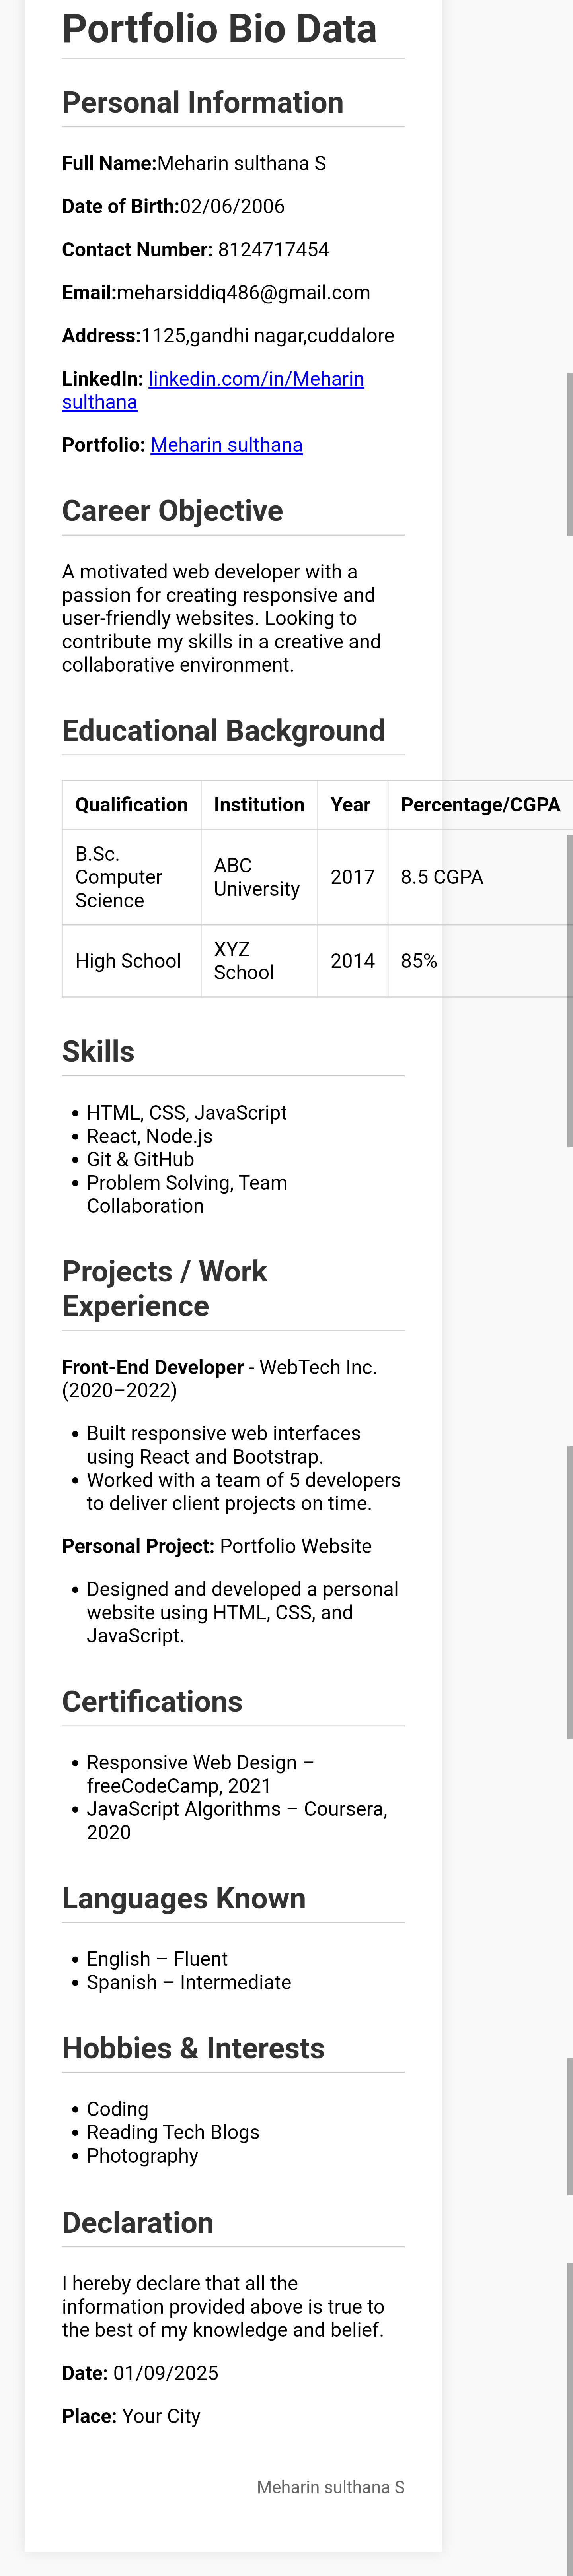 Portfolio Bio Data
Personal Information
Full Name:Meharin sulthana S
Date of Birth:02/06/2006
Contact Number: 8124717454
Email:meharsiddiq486@gmail.com
Address:1125,gandhi nagar,cuddalore
LinkedIn: linkedin.com/in/Meharin
sulthana
Portfolio: Meharin sulthana
Career Objective
A motivated web developer with a
passion for creating responsive and
user-friendly websites. Looking to
contribute my skills in a creative and
collaborative environment.
Educational Background
Qualification Institution Year Percentage/CGPA
B.Sc.
Computer
Science
ABC
University
2017
8.5 CGPA
High School
XYZ
School
2014
85%
Skills
• HTML, CSS, JavaScript
• React, Node.js
• Git & GitHub
• Problem Solving, Team
Collaboration
Projects / Work
Experience
Front-End Developer - WebTech Inc.
(2020–2022)
• Built responsive web interfaces
using React and Bootstrap.
• Worked with a team of 5 developers
to deliver client projects on time.
Personal Project: Portfolio Website
• Designed and developed a personal
website using HTML, CSS, and
JavaScript.
Certifications
• Responsive Web Design –
freeCodeCamp, 2021
• JavaScript Algorithms – Coursera,
2020
Languages Known
• English – Fluent
• Spanish – Intermediate
Hobbies & Interests
• Coding
• Reading Tech Blogs
• Photography
Declaration
I hereby declare that all the
information provided above is true to
the best of my knowledge and belief.
Date: 01/09/2025
Place: Your City
Meharin sulthana S